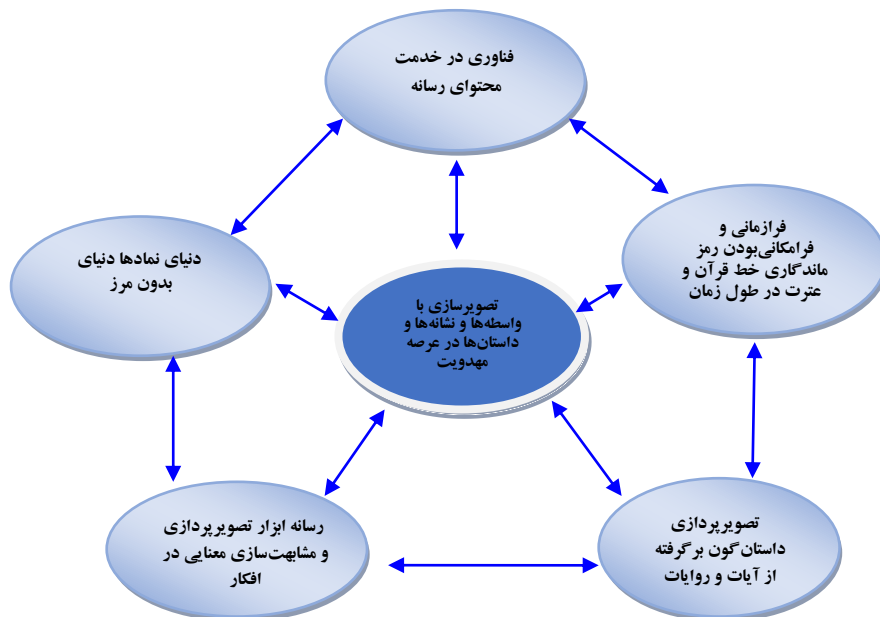 فناوری در خدمت
محتوای رسانه
فرازمانی و
فرامکانی‌بودن رمز
ماندگاری خط قرآن و
عترت در طول زمان
دنیای نمادها دنیای
بدون مرز
تصویرسازی با
واسطه‌ها و نشانه‌ها و
داستان‌ها در عرصه
مهدویت
تصویرپردازی
داستان‌گون برگرفته
از آیات و روایات
رسانه ابزار تصویرپردازی
و مشابهت‌سازی معنایی در
افکار